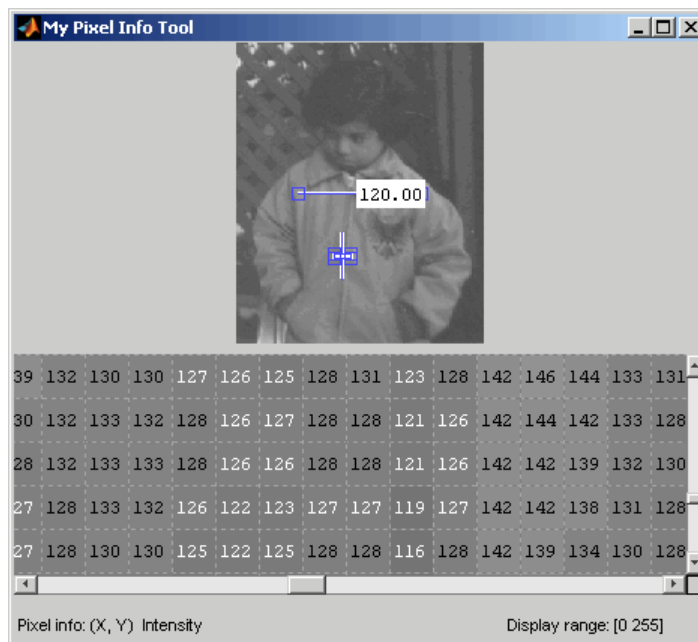 My Pixel Info Tool
120.00
39 132 130 130 127 126 125 128 131 123 128 142 146 144 133 131
30 132 133 132 128 126 127 128 128 121 126 142 144 142 133 128
28 132 133 133 128 126 126 128 128 121 126 142 142 139 132 130
27 128 133 132 126 122 123 127 127 119 127 142 142 138 131 128
27 128 130 130 125 122 125 128 128 116 128 142 139 134 130 128
Pixel info: (X, Y) Intensity
Display range: [0 255]